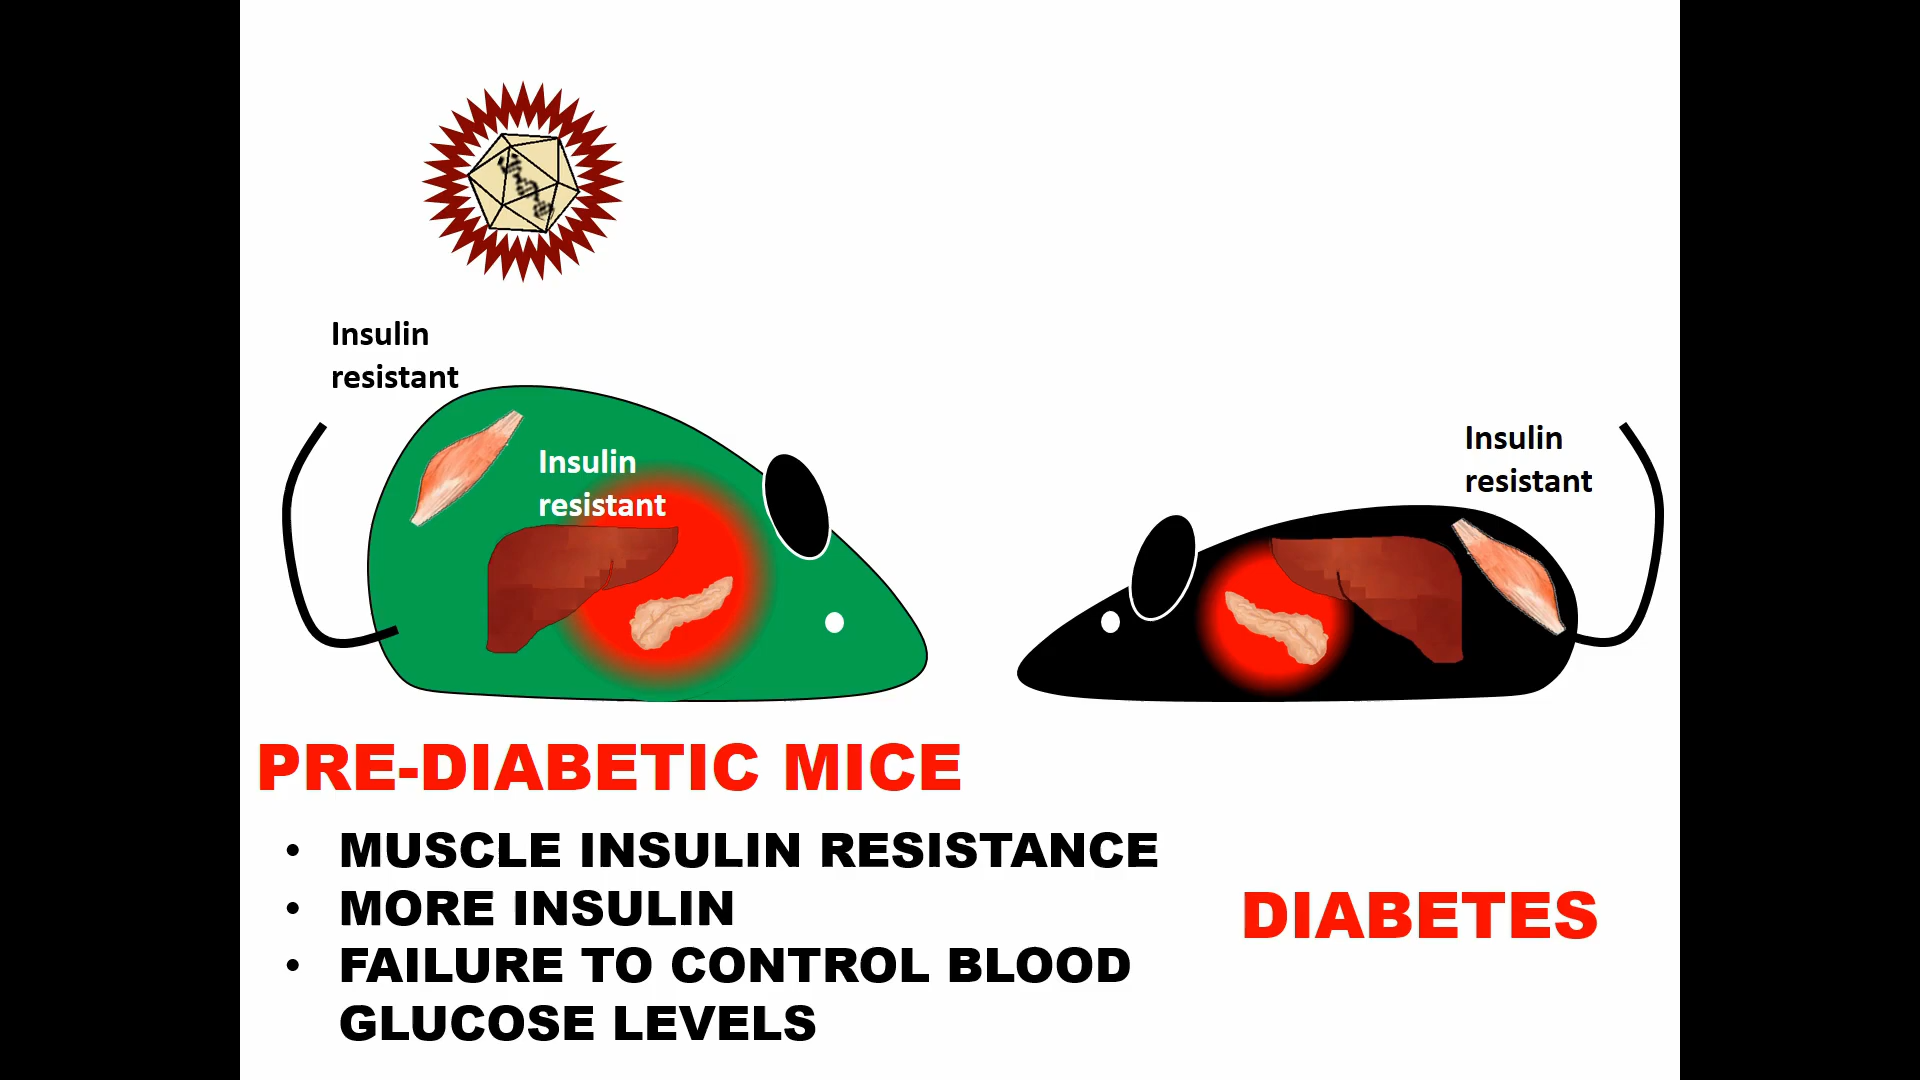 Insulin
resistant
Insulin
resistant
Insulin
resistant
PRE-DIABETIC MICE
• MUSCLE INSULIN RESISTANCE
• MORE INSULIN
• FAILURE TO CONTROL BLOOD
GLUCOSE LEVELS
DIABETES